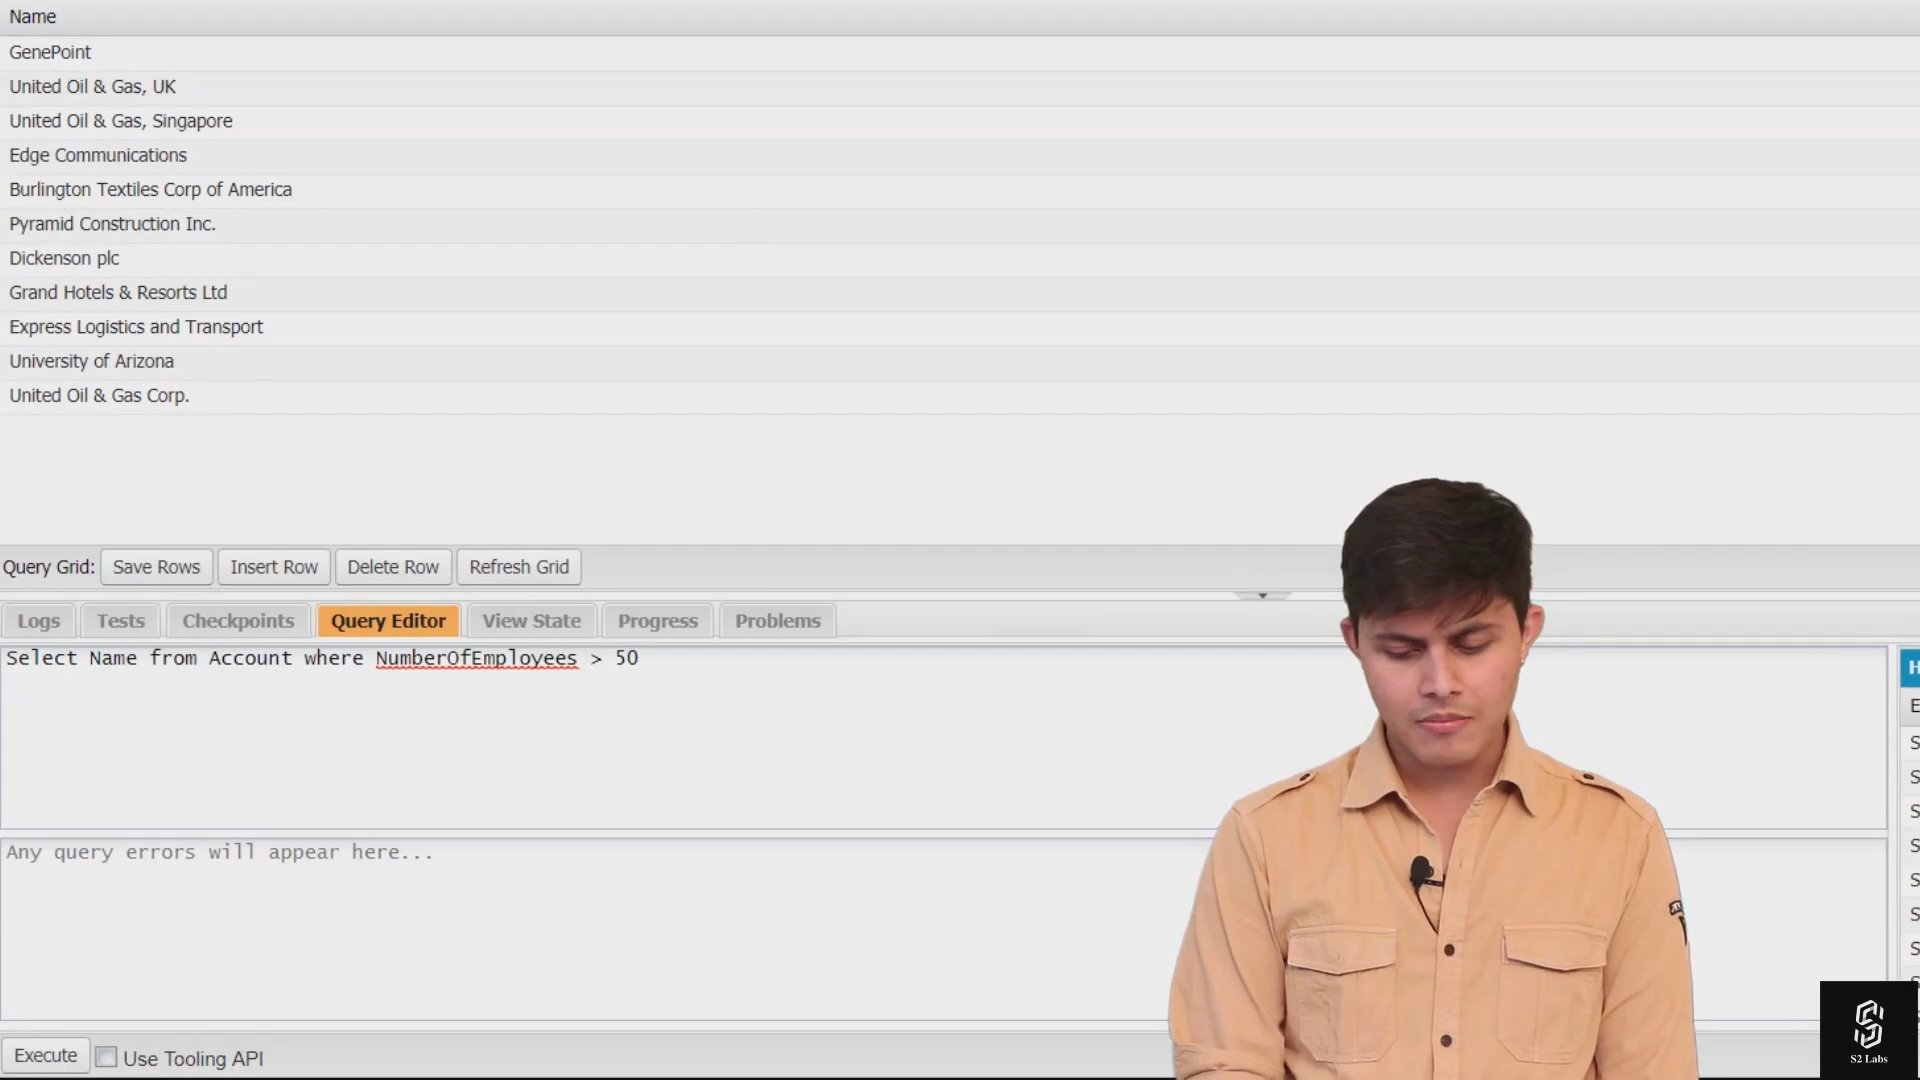 Name
GenePoint
United Oil & Gas, UK
United Oil & Gas, Singapore
Edge Communications
Burlington Textiles Corp of America
Pyramid Construction Inc.
Dickenson plc
Grand Hotels & Resorts Ltd
Express Logistics and Transport
University of Arizona
United Oil & Gas Corp.
Query Grid: Save Rows Insert Row Delete Row Refresh Grid
Logs Tests Checkpoints Query Editor View State Progress Problems
Select Name from Account where NumberOfEmployees > 50
Any query errors will appear here...
Execute Use Tooling API
S2 Labs